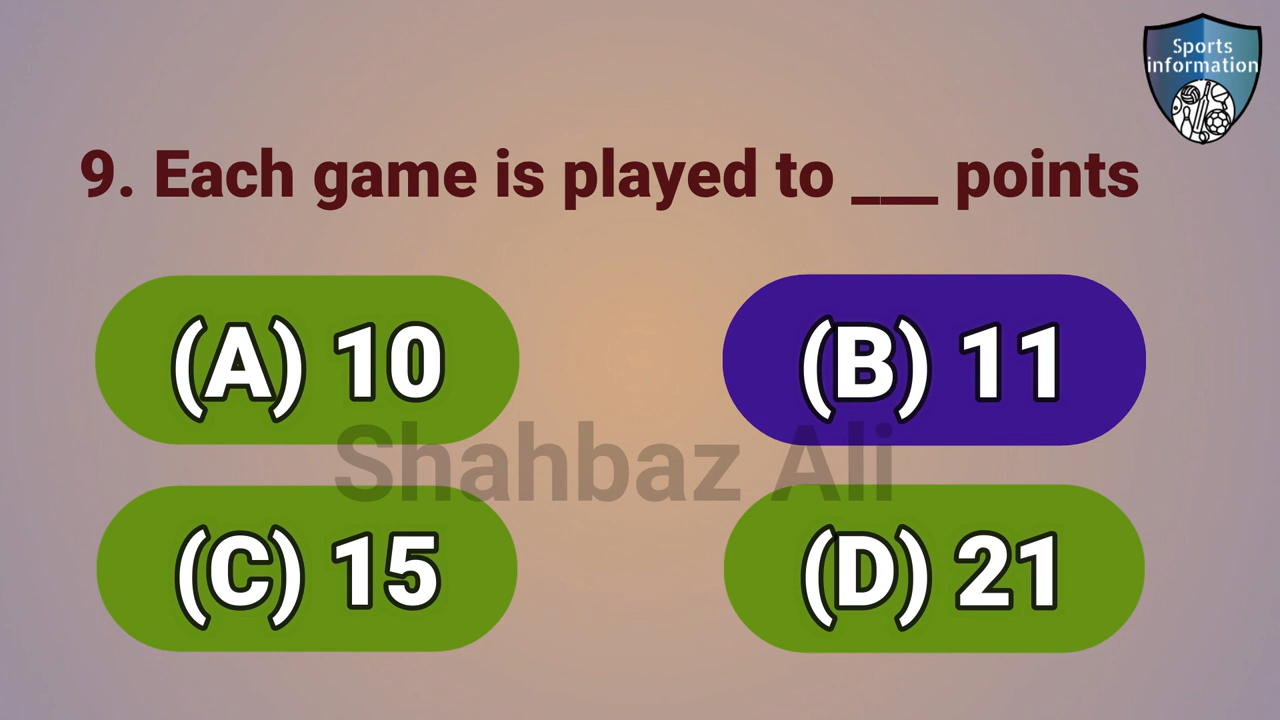 Sports
information
9. Each game is played to ___ points
(A) 10
(B) 11
Shahbaz Ali
(C) 15
(D) 21